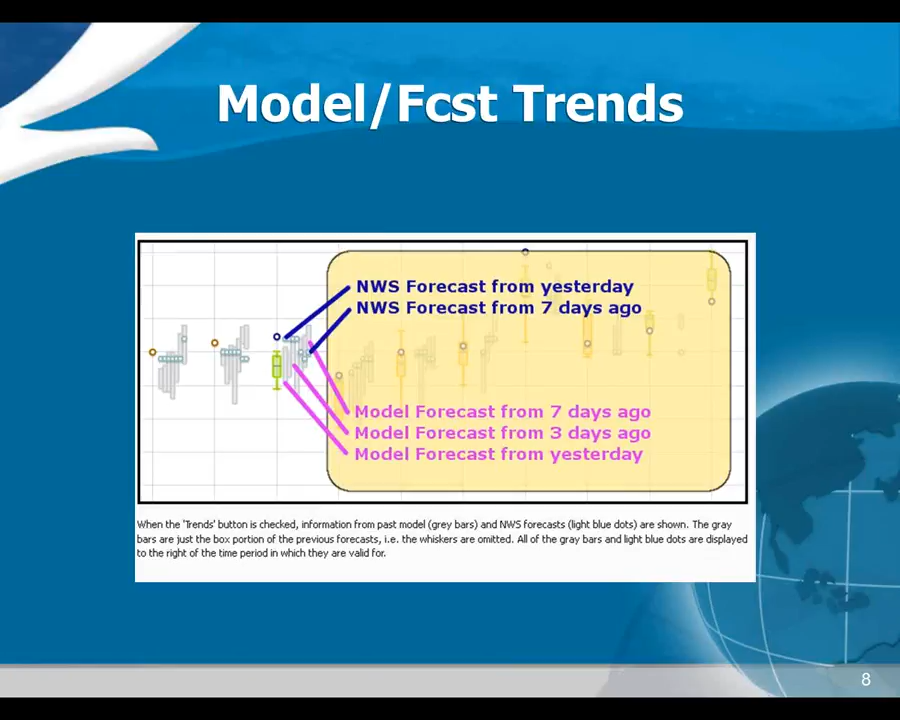 Model/Fcst Trends
NWS Forecast from yesterday
NWS Forecast from 7 days ago
Model Forecast from 7 days ago
Model Forecast from 3 days ago
Model Forecast from yesterday
When the 'Trends' button is checked, information from past model (grey bars) and NWS forecasts (light blue dots) are shown. The gray
bars are just the box portion of the previous forecasts, i.e. the whiskers are omitted. All of the gray bars and light blue dots are displayed
to the right of the time period in which they are valid for.
8